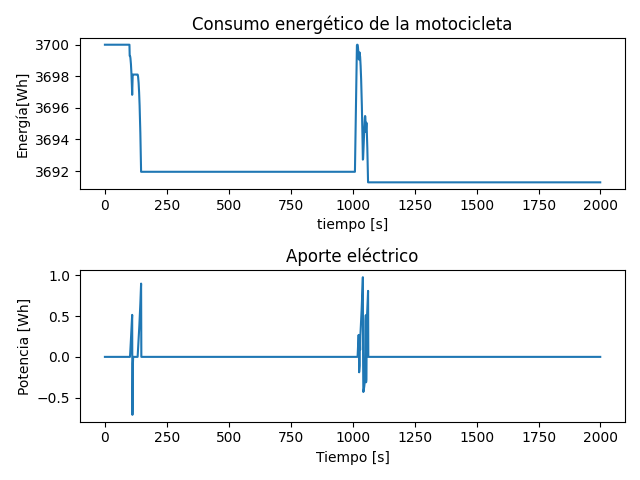 Consumo energético de la motocicleta
Energía[Wh]
3700
3698
3696
3694
3692
0 250 500 750 1000 1250 1500 1750 2000
tiempo [s]
Aporte eléctrico
Potencia [Wh]
1.0
0.5
0.0
−0.5
0 250 500 750 1000 1250 1500 1750 2000
Tiempo [s]